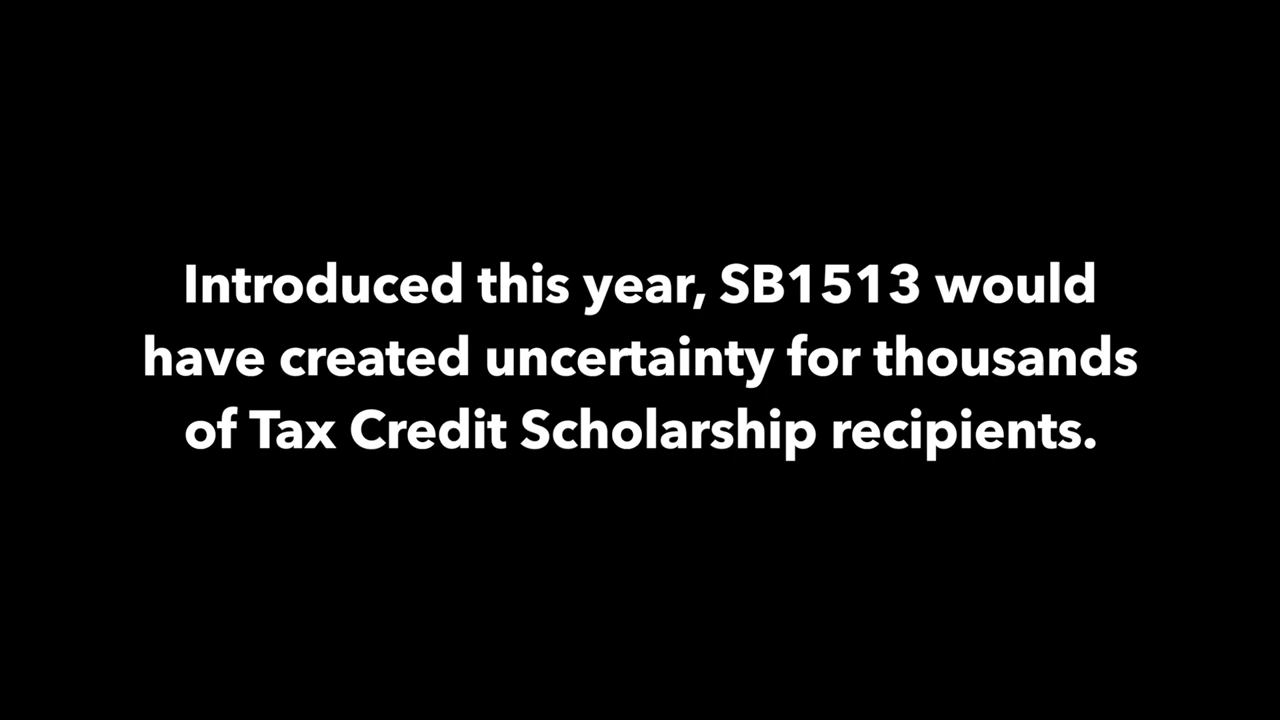 Introduced this year, SB1513 would
have created uncertainty for thousands
of Tax Credit Scholarship recipients.